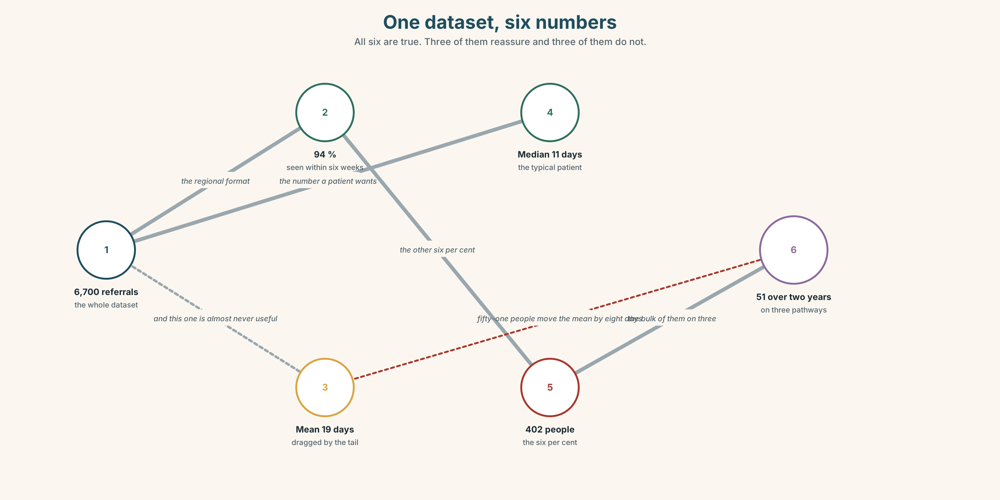 One dataset, six numbers
All six are true. Three of them reassure and three of them do not.
2
4
94 %
seen within six weeks
Median 11 days
the typical patient
the regional format
the number a patient wants
1
the other six per cent
6
6,700 referrals
the whole dataset
51 over two years
on three pathways
and this one is almost never useful
fifty-one people move the mean by eight days
the bulk of them on three
3
5
Mean 19 days
dragged by the tail
402 people
the six per cent